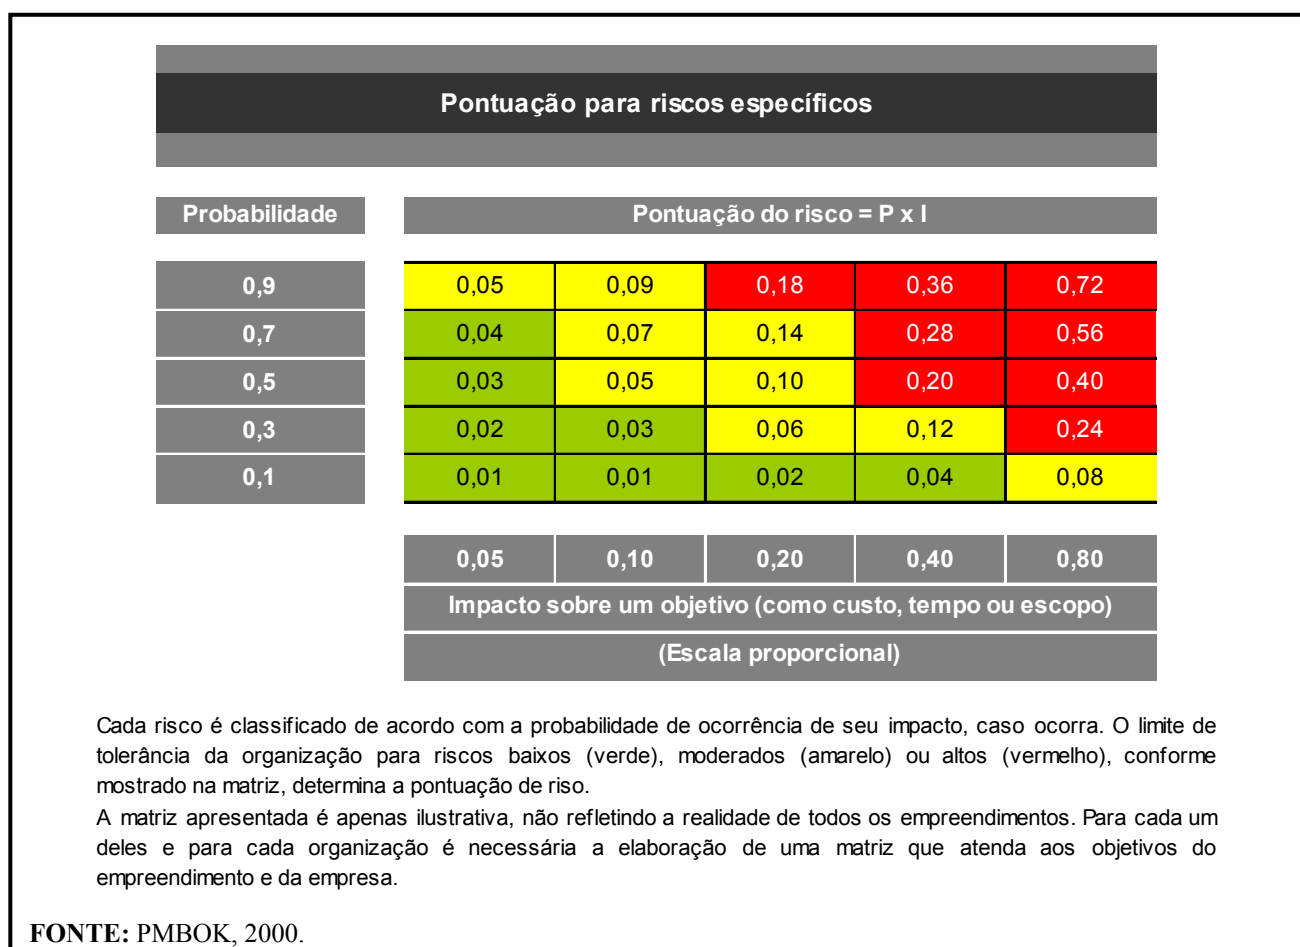 Pontuação para riscos específicos
Probabilidade Pontuação do risco = P x I
0,9 0,05 0,09 0,18 0,36 0,72
0,7 0,04 0,07 0,14 0,28 0,56
0,5 0,03 0,05 0,10 0,20 0,40
0,3 0,02 0,03 0,06 0,12 0,24
0,1 0,01 0,01 0,02 0,04 0,08
0,05 0,10 0,20 0,40 0,80
Impacto sobre um objetivo (como custo, tempo ou escopo)
(Escala proporcional)
Cada risco é classificado de acordo com a probabilidade de ocorrência de seu impacto, caso ocorra. O limite de
tolerância da organização para riscos baixos (verde), moderados (amarelo) ou altos (vermelho), conforme
mostrado na matriz, determina a pontuação de riso.
A matriz apresentada é apenas ilustrativa, não refletindo a realidade de todos os empreendimentos. Para cada um
deles e para cada organização é necessária a elaboração de uma matriz que atenda aos objetivos do
empreendimento e da empresa.
FONTE: PMBOK, 2000.